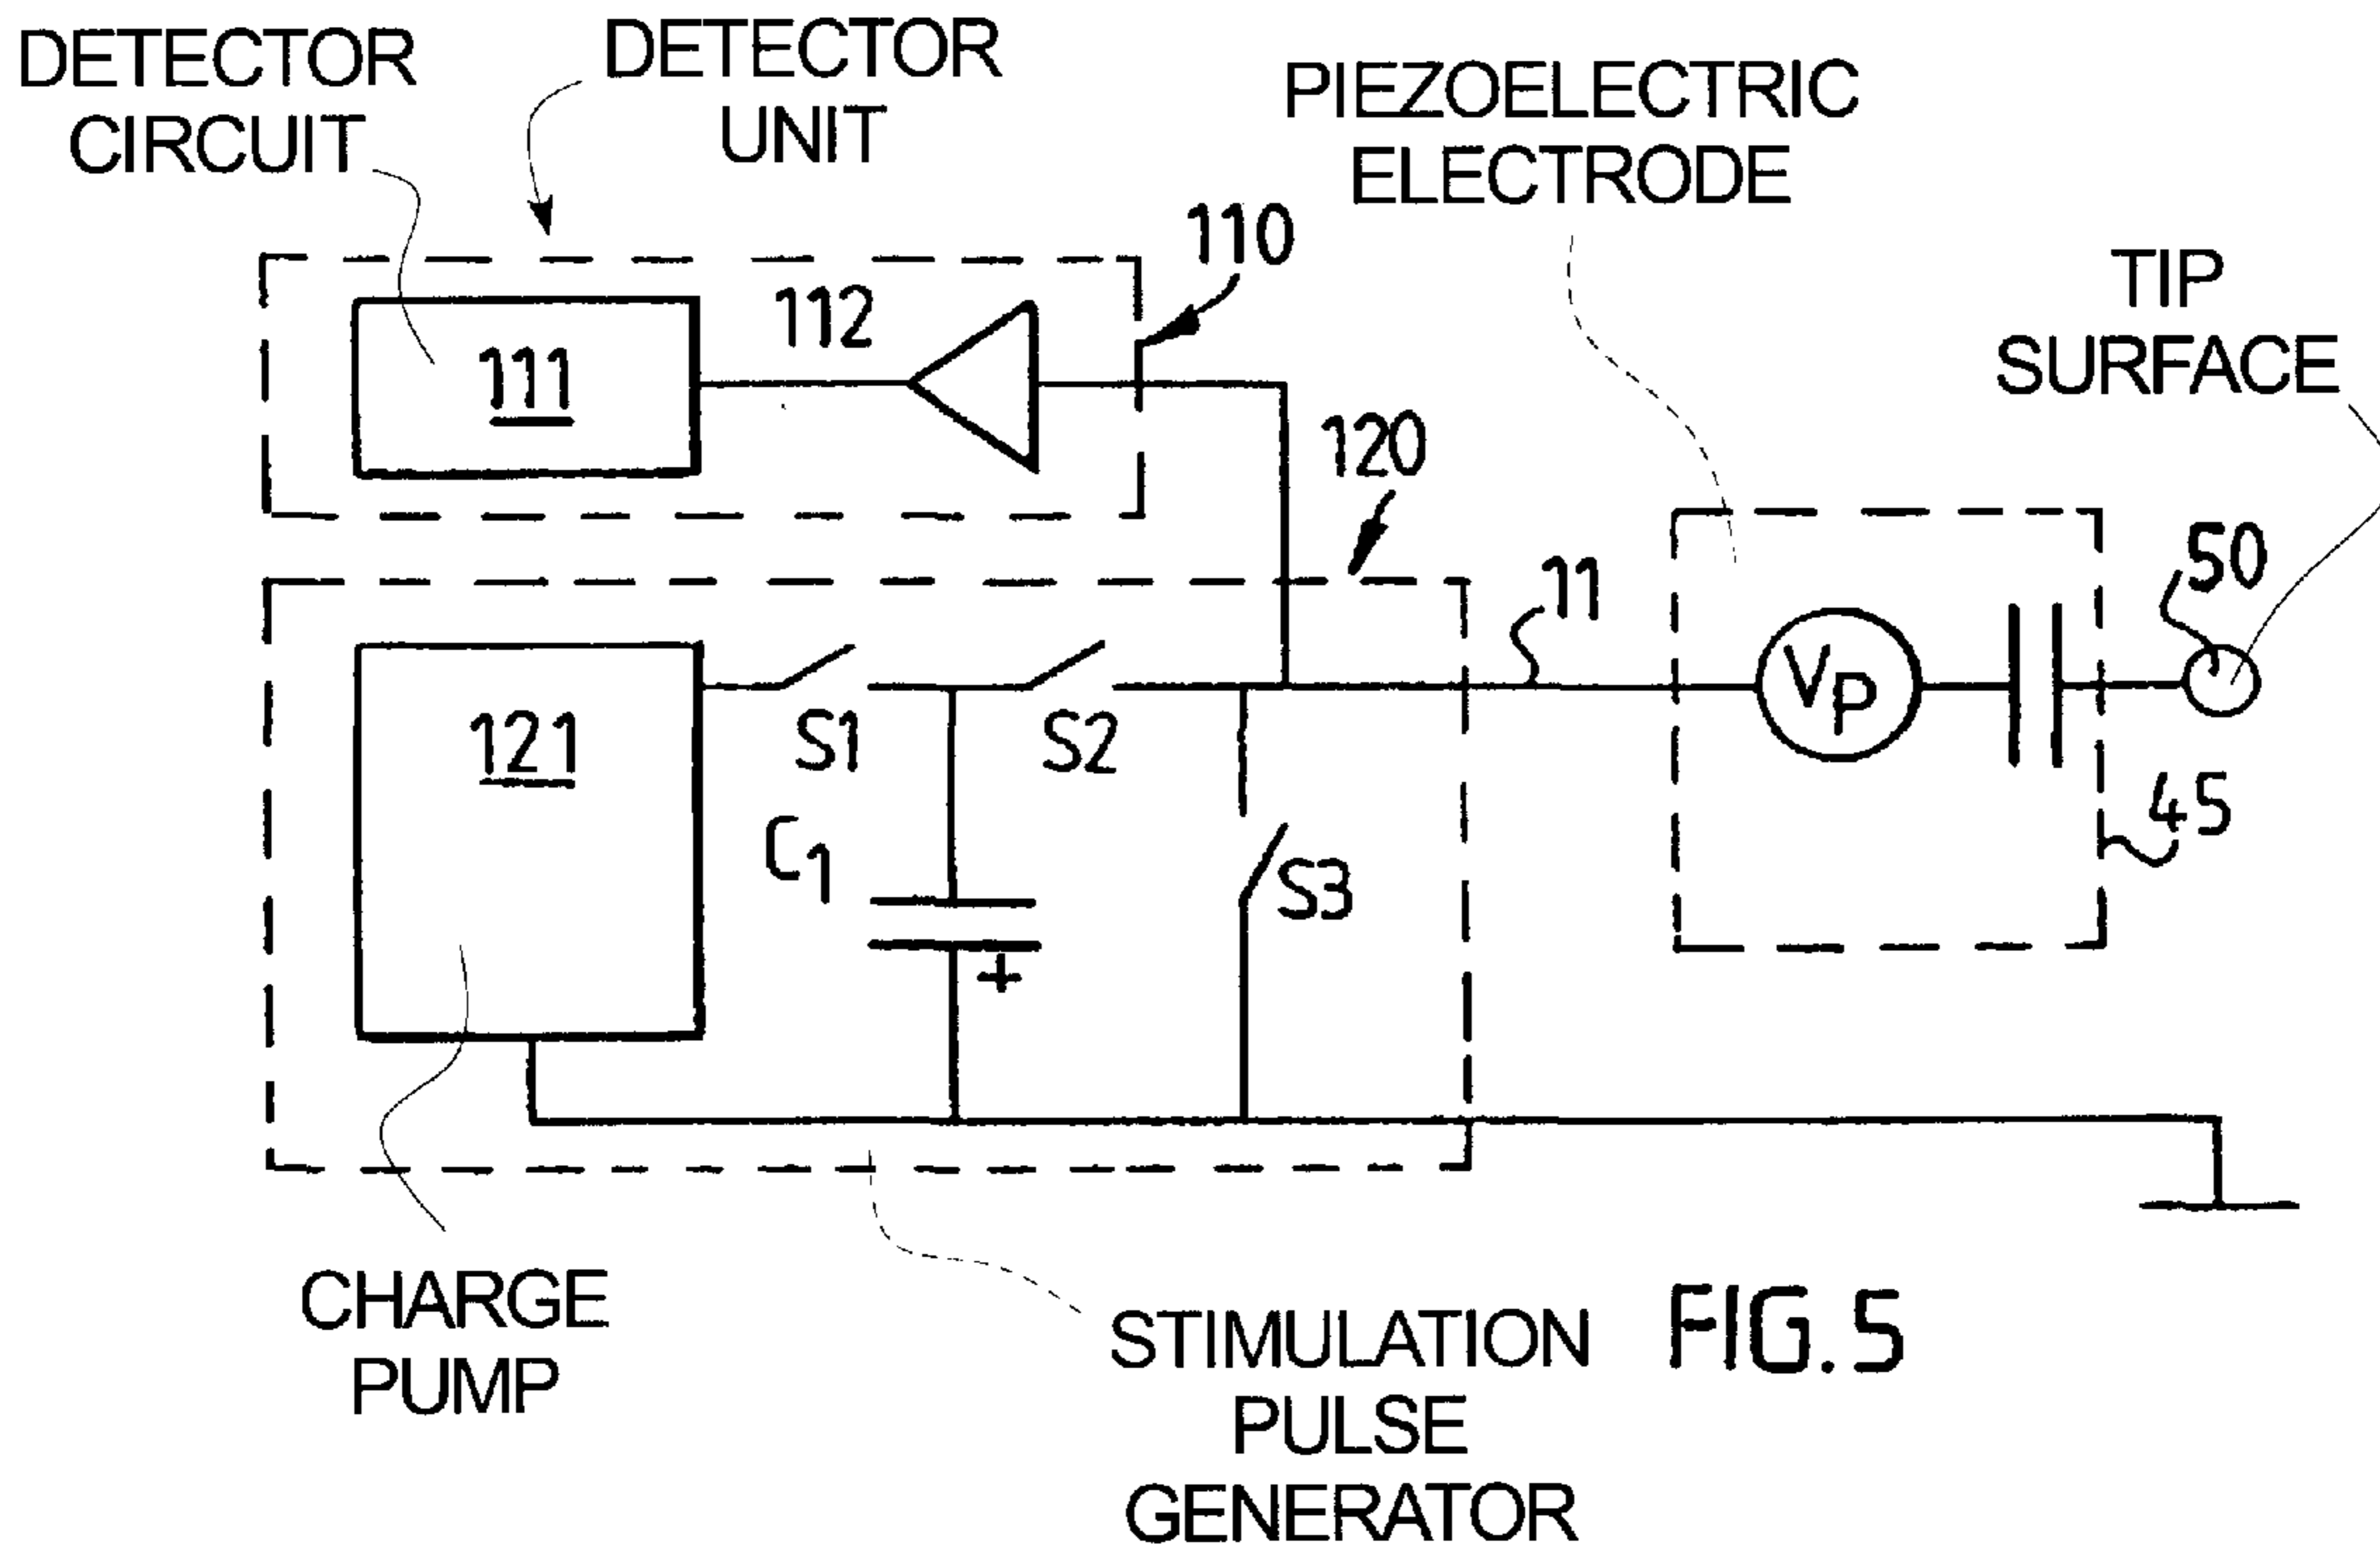 DETECTOR
CIRCUIT
DETECTOR
UNIT
PIEZOELECTRIC
ELECTRODE
TIP
SURFACE
110
112
111
120
11
50
VP
121
S1
S2
C1
S3
45
+
CHARGE
PUMP
STIMULATION
PULSE
GENERATOR
FIG.5